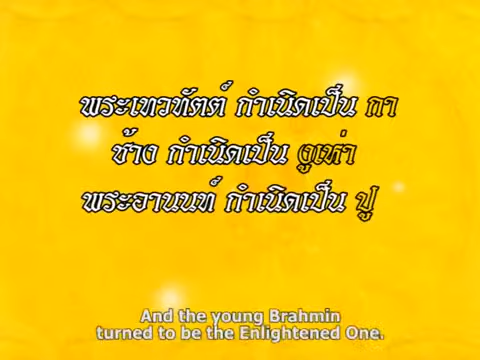 พระเทวทัตต์ กำเนิดเป็น กา
ช้าง กำเนิดเป็น งูเห่า
พระอานนท์ กำเนิดเป็น ปู
And the young Brahmin
turned to be the Enlightened One.